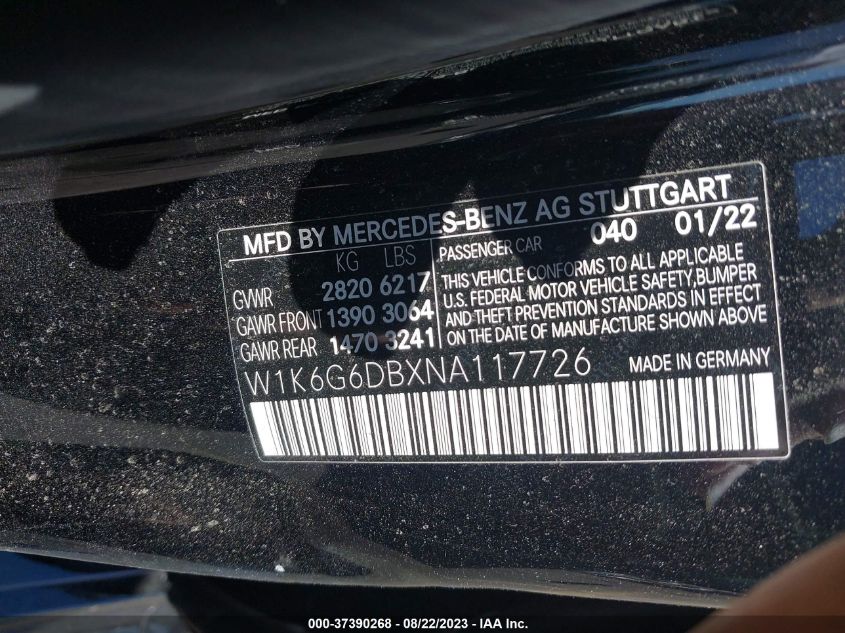 MFD BY MERCEDES-BENZ AG STUTTGART
KG LBS PASSENGER CAR 040 01/22
GVWR 2820 6217
GAWR FRONT 1390 3064
GAWR REAR 1470 3241
THIS VEHICLE CONFORMS TO ALL APPLICABLE
U.S. FEDERAL MOTOR VEHICLE SAFETY,BUMPER
AND THEFT PREVENTION STANDARDS IN EFFECT
ON THE DATE OF MANUFACTURE SHOWN ABOVE
W1K6G6DBXNA117726 MADE IN GERMANY
000-37390268 - 08/22/2023 - © IAA Inc.